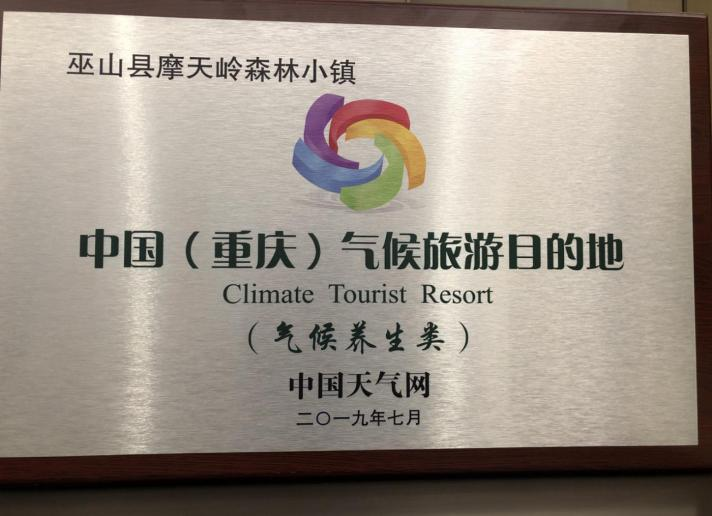 巫山县摩天岭森林小镇
中国（重庆）气候旅游目的地
Climate Tourist Resort
（气候养生类）
中国天气网
二〇一九年七月